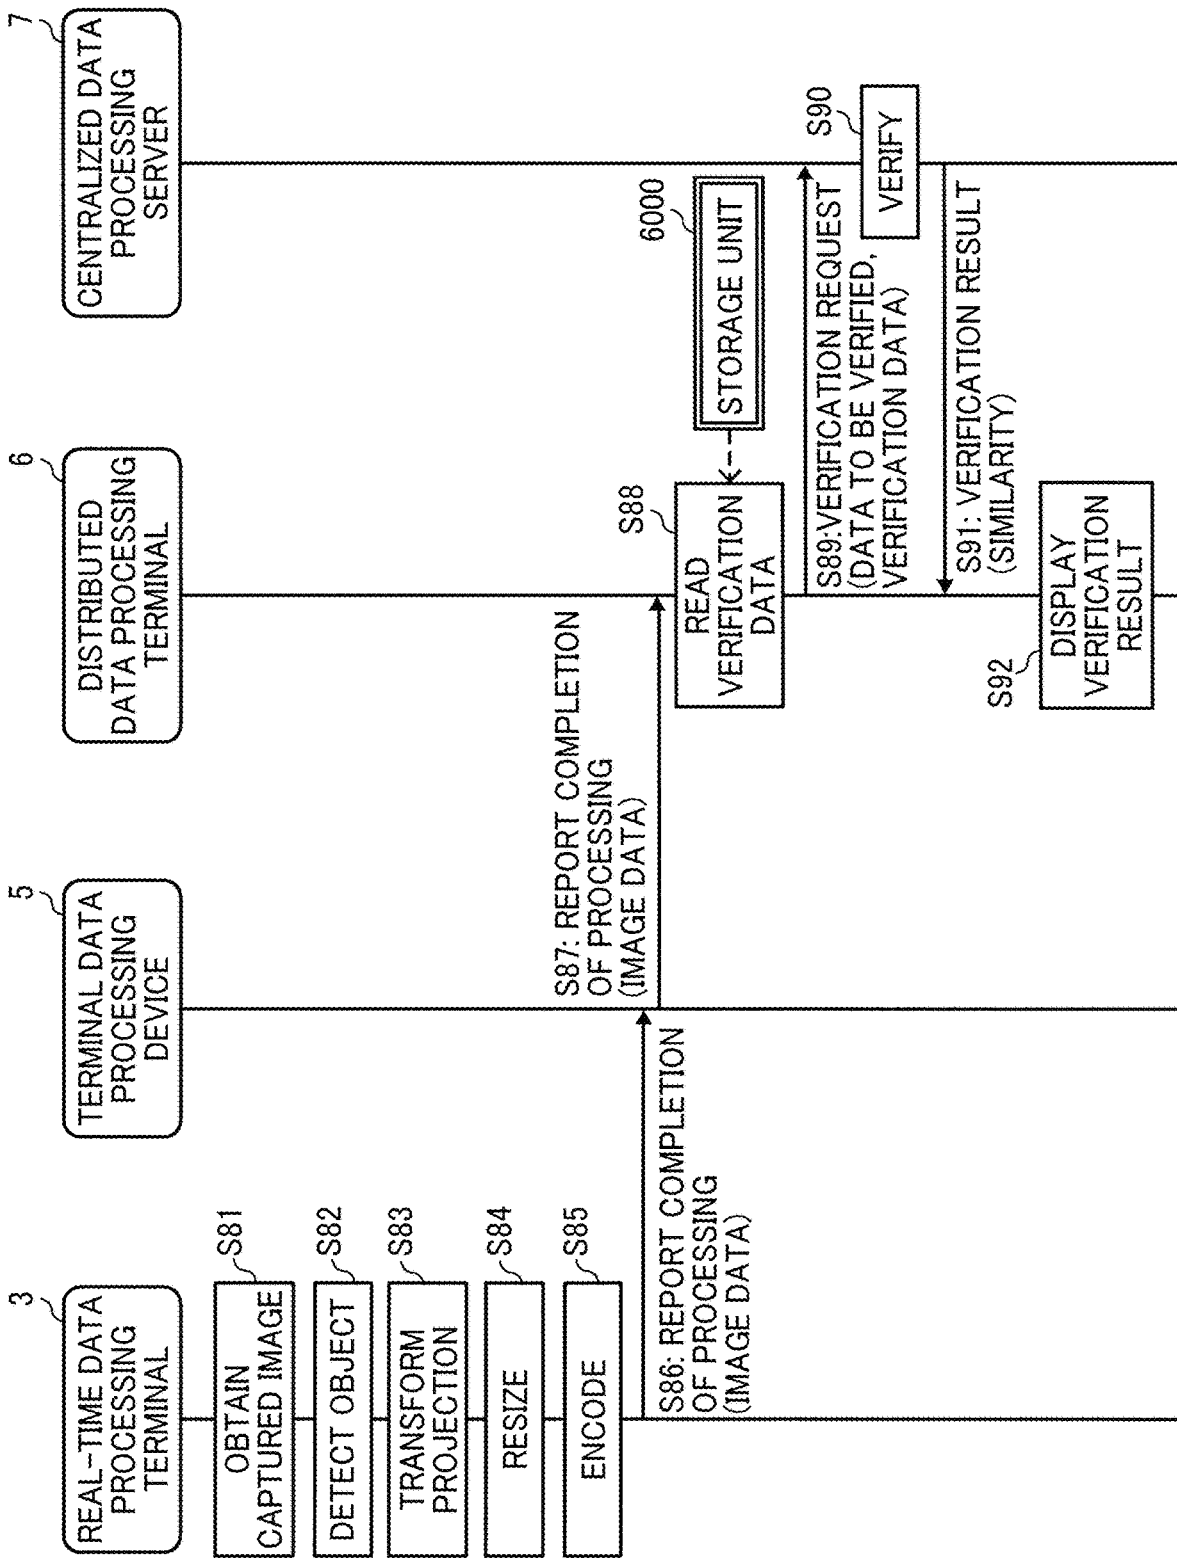 3
REAL-TIME DATA
PROCESSING
TERMINAL
5
TERMINAL DATA
PROCESSING
DEVICE
6
DISTRIBUTED
DATA PROCESSING
TERMINAL
7
CENTRALIZED DATA
PROCESSING
SERVER
S81
OBTAIN
CAPTURED IMAGE
S82
DETECT OBJECT
S83
TRANSFORM
PROJECTION
S84
RESIZE
S85
ENCODE
S86: REPORT COMPLETION
OF PROCESSING
(IMAGE DATA)
S87: REPORT COMPLETION
OF PROCESSING
(IMAGE DATA)
S88
READ
VERIFICATION
DATA
6000
STORAGE UNIT
S89:VERIFICATION REQUEST
(DATA TO BE VERIFIED,
VERIFICATION DATA)
S90
VERIFY
S91: VERIFICATION RESULT
(SIMILARITY)
S92
DISPLAY
VERIFICATION
RESULT